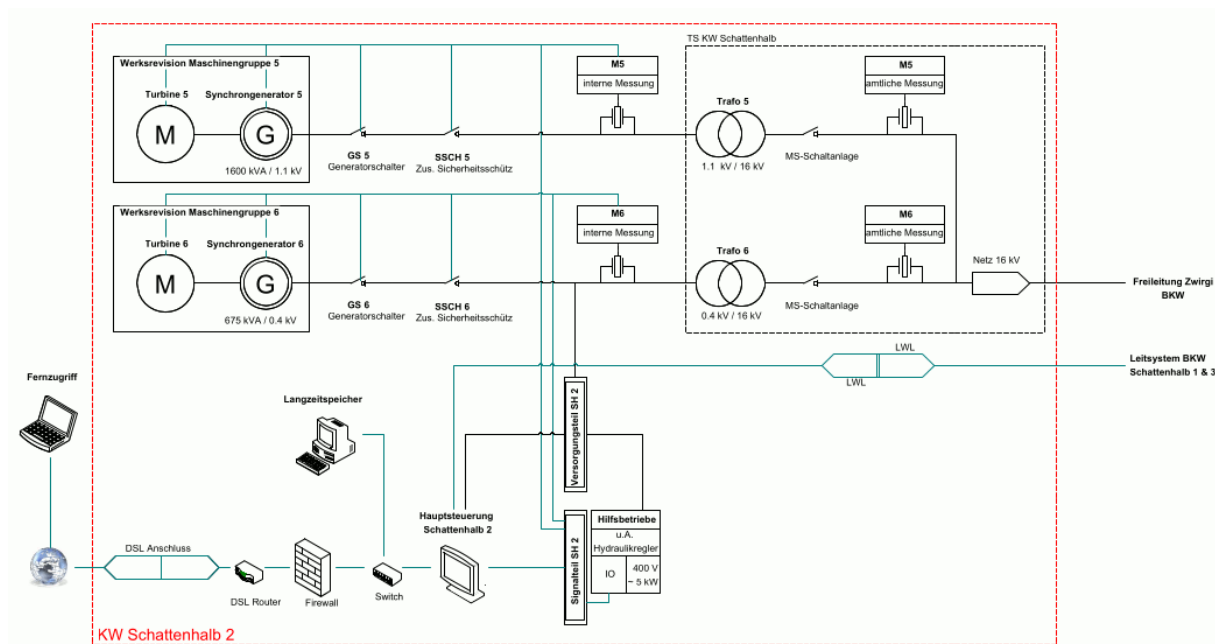 TS KW Schattenhalb
Werksrevision Maschinengruppe 5
Turbine 5
Synchrongenerator 5
M
G
1600 kVA / 1.1 kV
GS 5
Generatorschalter
SSCH 5
Zus. Sicherheitsschütz
M5
interne Messung
Trafo 5
1.1 kV / 16 kV
MS-Schaltanlage
M5
amtliche Messung
Werksrevision Maschinengruppe 6
Turbine 6
Synchrongenerator 6
M
G
675 kVA / 0.4 kV
GS 6
Generatorschalter
SSCH 6
Zus. Sicherheitsschütz
M6
interne Messung
Trafo 6
0.4 kV / 16 kV
MS-Schaltanlage
M6
amtliche Messung
Netz 16 kV
Freileitung Zwirgi
BKW
LWL
LWL
Leitsystem BKW
Schattenhalb 1 & 3
Fernzugriff
Langzeitspeicher
Versorgungsteil SH 2
Hauptsteuerung
Schattenhalb 2
Signalteil SH 2
Hilfsbetriebe
u.A.
Hydraulikregler
IO
400 V
~ 5 kW
DSL Anschluss
DSL Router
Firewall
Switch
KW Schattenhalb 2